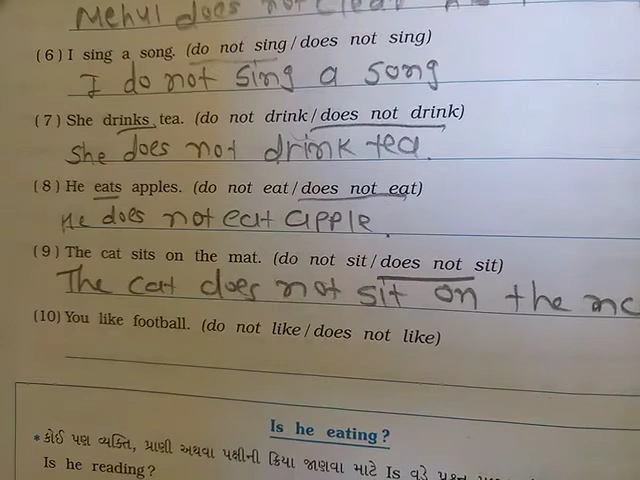 Mehul does not
(6) I sing a song. (do not sing/does not sing)
I do not sing a song
(7) She drinks tea. (do not drink/does not drink)
She does not drink tea.
(8) He eats apples. (do not eat/does not eat)
He does not eat apple.
(9) The cat sits on the mat. (do not sit/does not sit)
The cat does not sit on the
(10) You like football. (do not like/does not like)
Is he eating?
* કોઈ પણ વ્યક્તિ, પ્રાણી અથવા પક્ષીની ક્રિયા જાણવા માટે Is વડે
Is he reading?